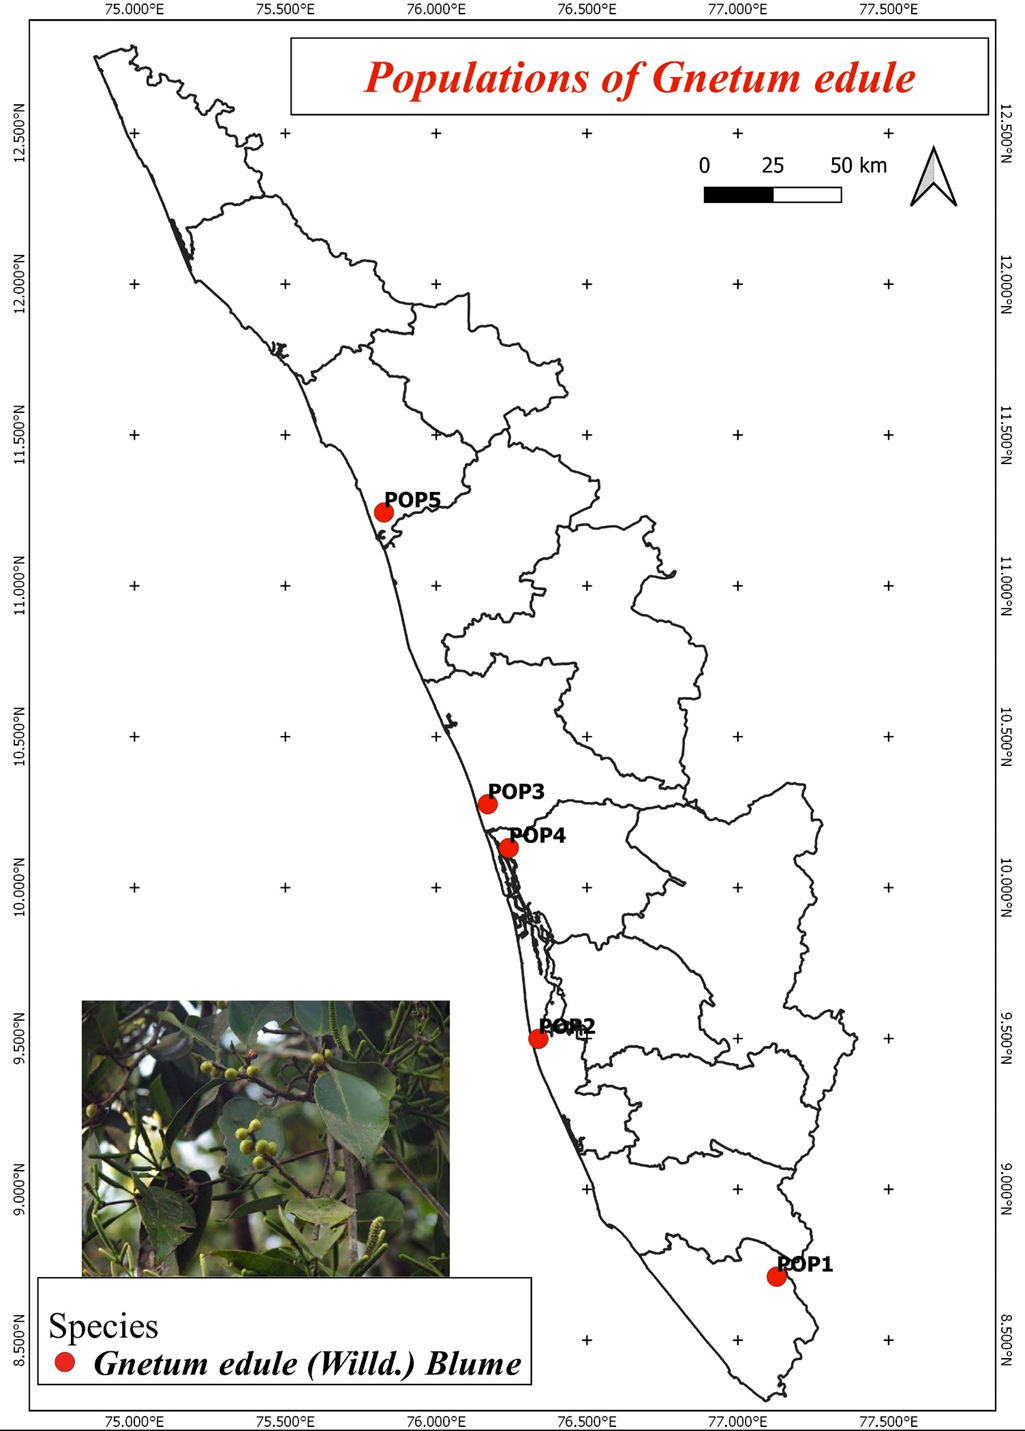 75.000°E 75.500°E 76.000°E 76.500°E 77.000°E 77.500°E
Populations of Gnetum edule
0 25 50 km
12.500°N 12.500°N
12.000°N 12.000°N
11.500°N 11.500°N
POP5
11.000°N 11.000°N
10.500°N 10.500°N
POP3
POP4
10.000°N 10.000°N
POP2
9.500°N 9.500°N
9.000°N 9.000°N
POP1
8.500°N 8.500°N
Species
Gnetum edule (Willd.) Blume
75.000°E 75.500°E 76.000°E 76.500°E 77.000°E 77.500°E